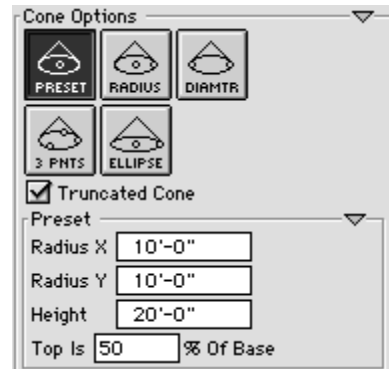 Cone Options
PRESET RADIUS DIAMTR
3 PNTS ELLIPSE
Truncated Cone
Preset
Radius X 10'-0"
Radius Y 10'-0"
Height 20'-0"
Top Is 50 % Of Base